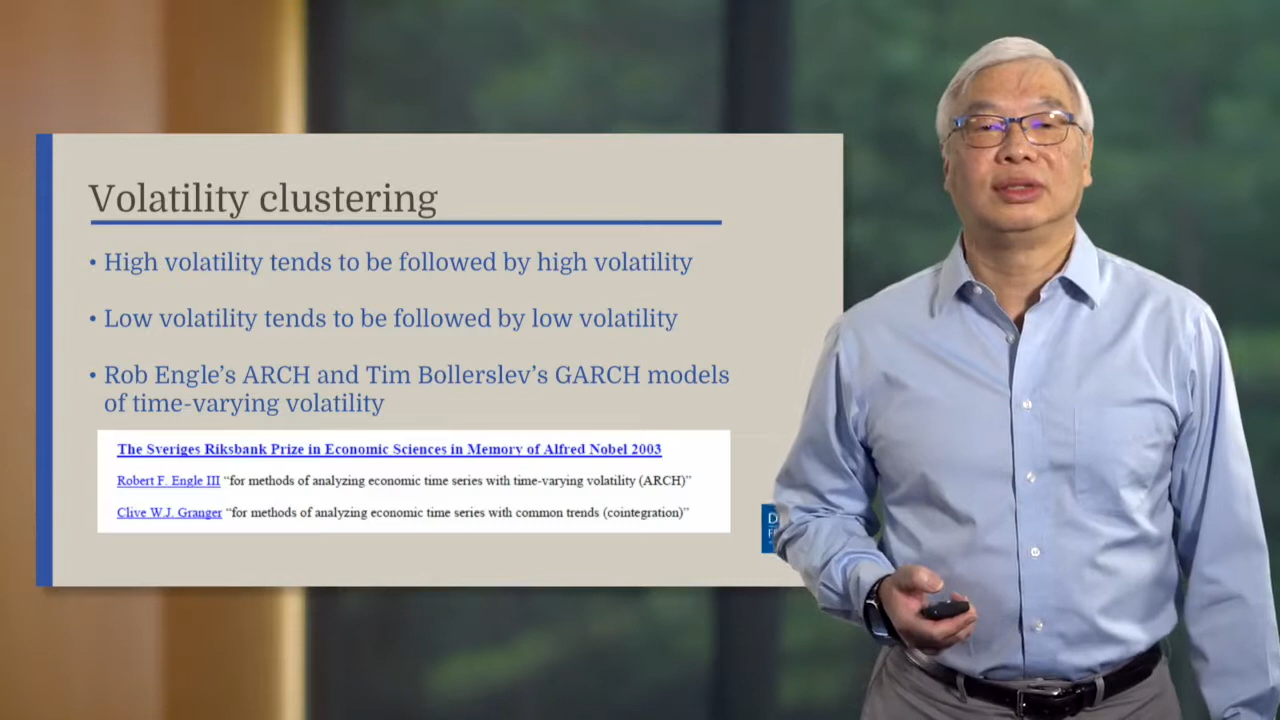 Volatility clustering
• High volatility tends to be followed by high volatility
• Low volatility tends to be followed by low volatility
• Rob Engle’s ARCH and Tim Bollerslev’s GARCH models
of time-varying volatility
The Sveriges Riksbank Prize in Economic Sciences in Memory of Alfred Nobel 2003
Robert F. Engle III “for methods of analyzing economic time series with time-varying volatility (ARCH)”
Clive W.J. Granger “for methods of analyzing economic time series with common trends (cointegration)”